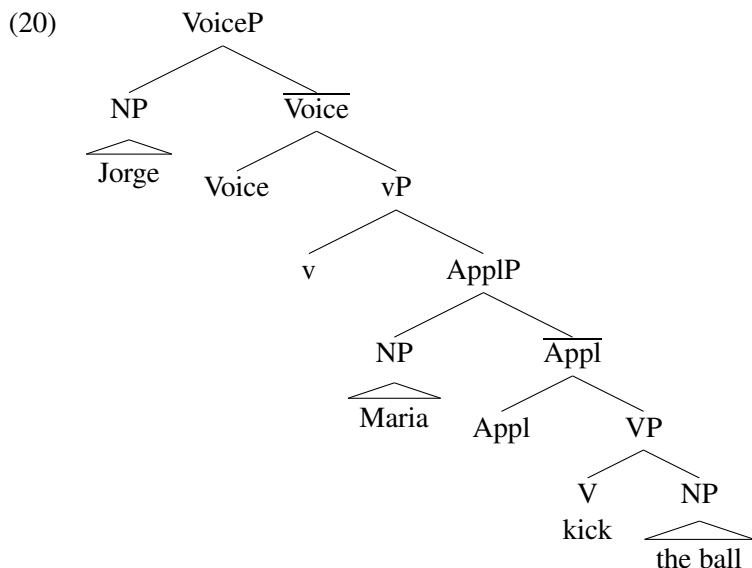 (20) VoiceP
NP Voice
Jorge Voice vP
v ApplP
NP Appl
Maria Appl VP
V NP
kick the ball